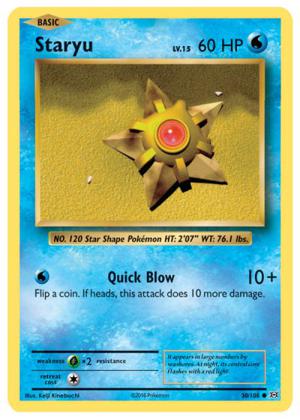 BASIC
Staryu LV.15 60 HP
NO. 120 Star Shape Pokémon HT: 2'07" WT: 76.1 lbs.
Quick Blow 10+
Flip a coin. If heads, this attack does 10 more damage.
weakness ×2 resistance
retreat
cost
It appears in large numbers by
seashores. At night, its central core
flashes with a red light.
Illus. Keiji Kinebuchi ©2016 Pokémon 30/108